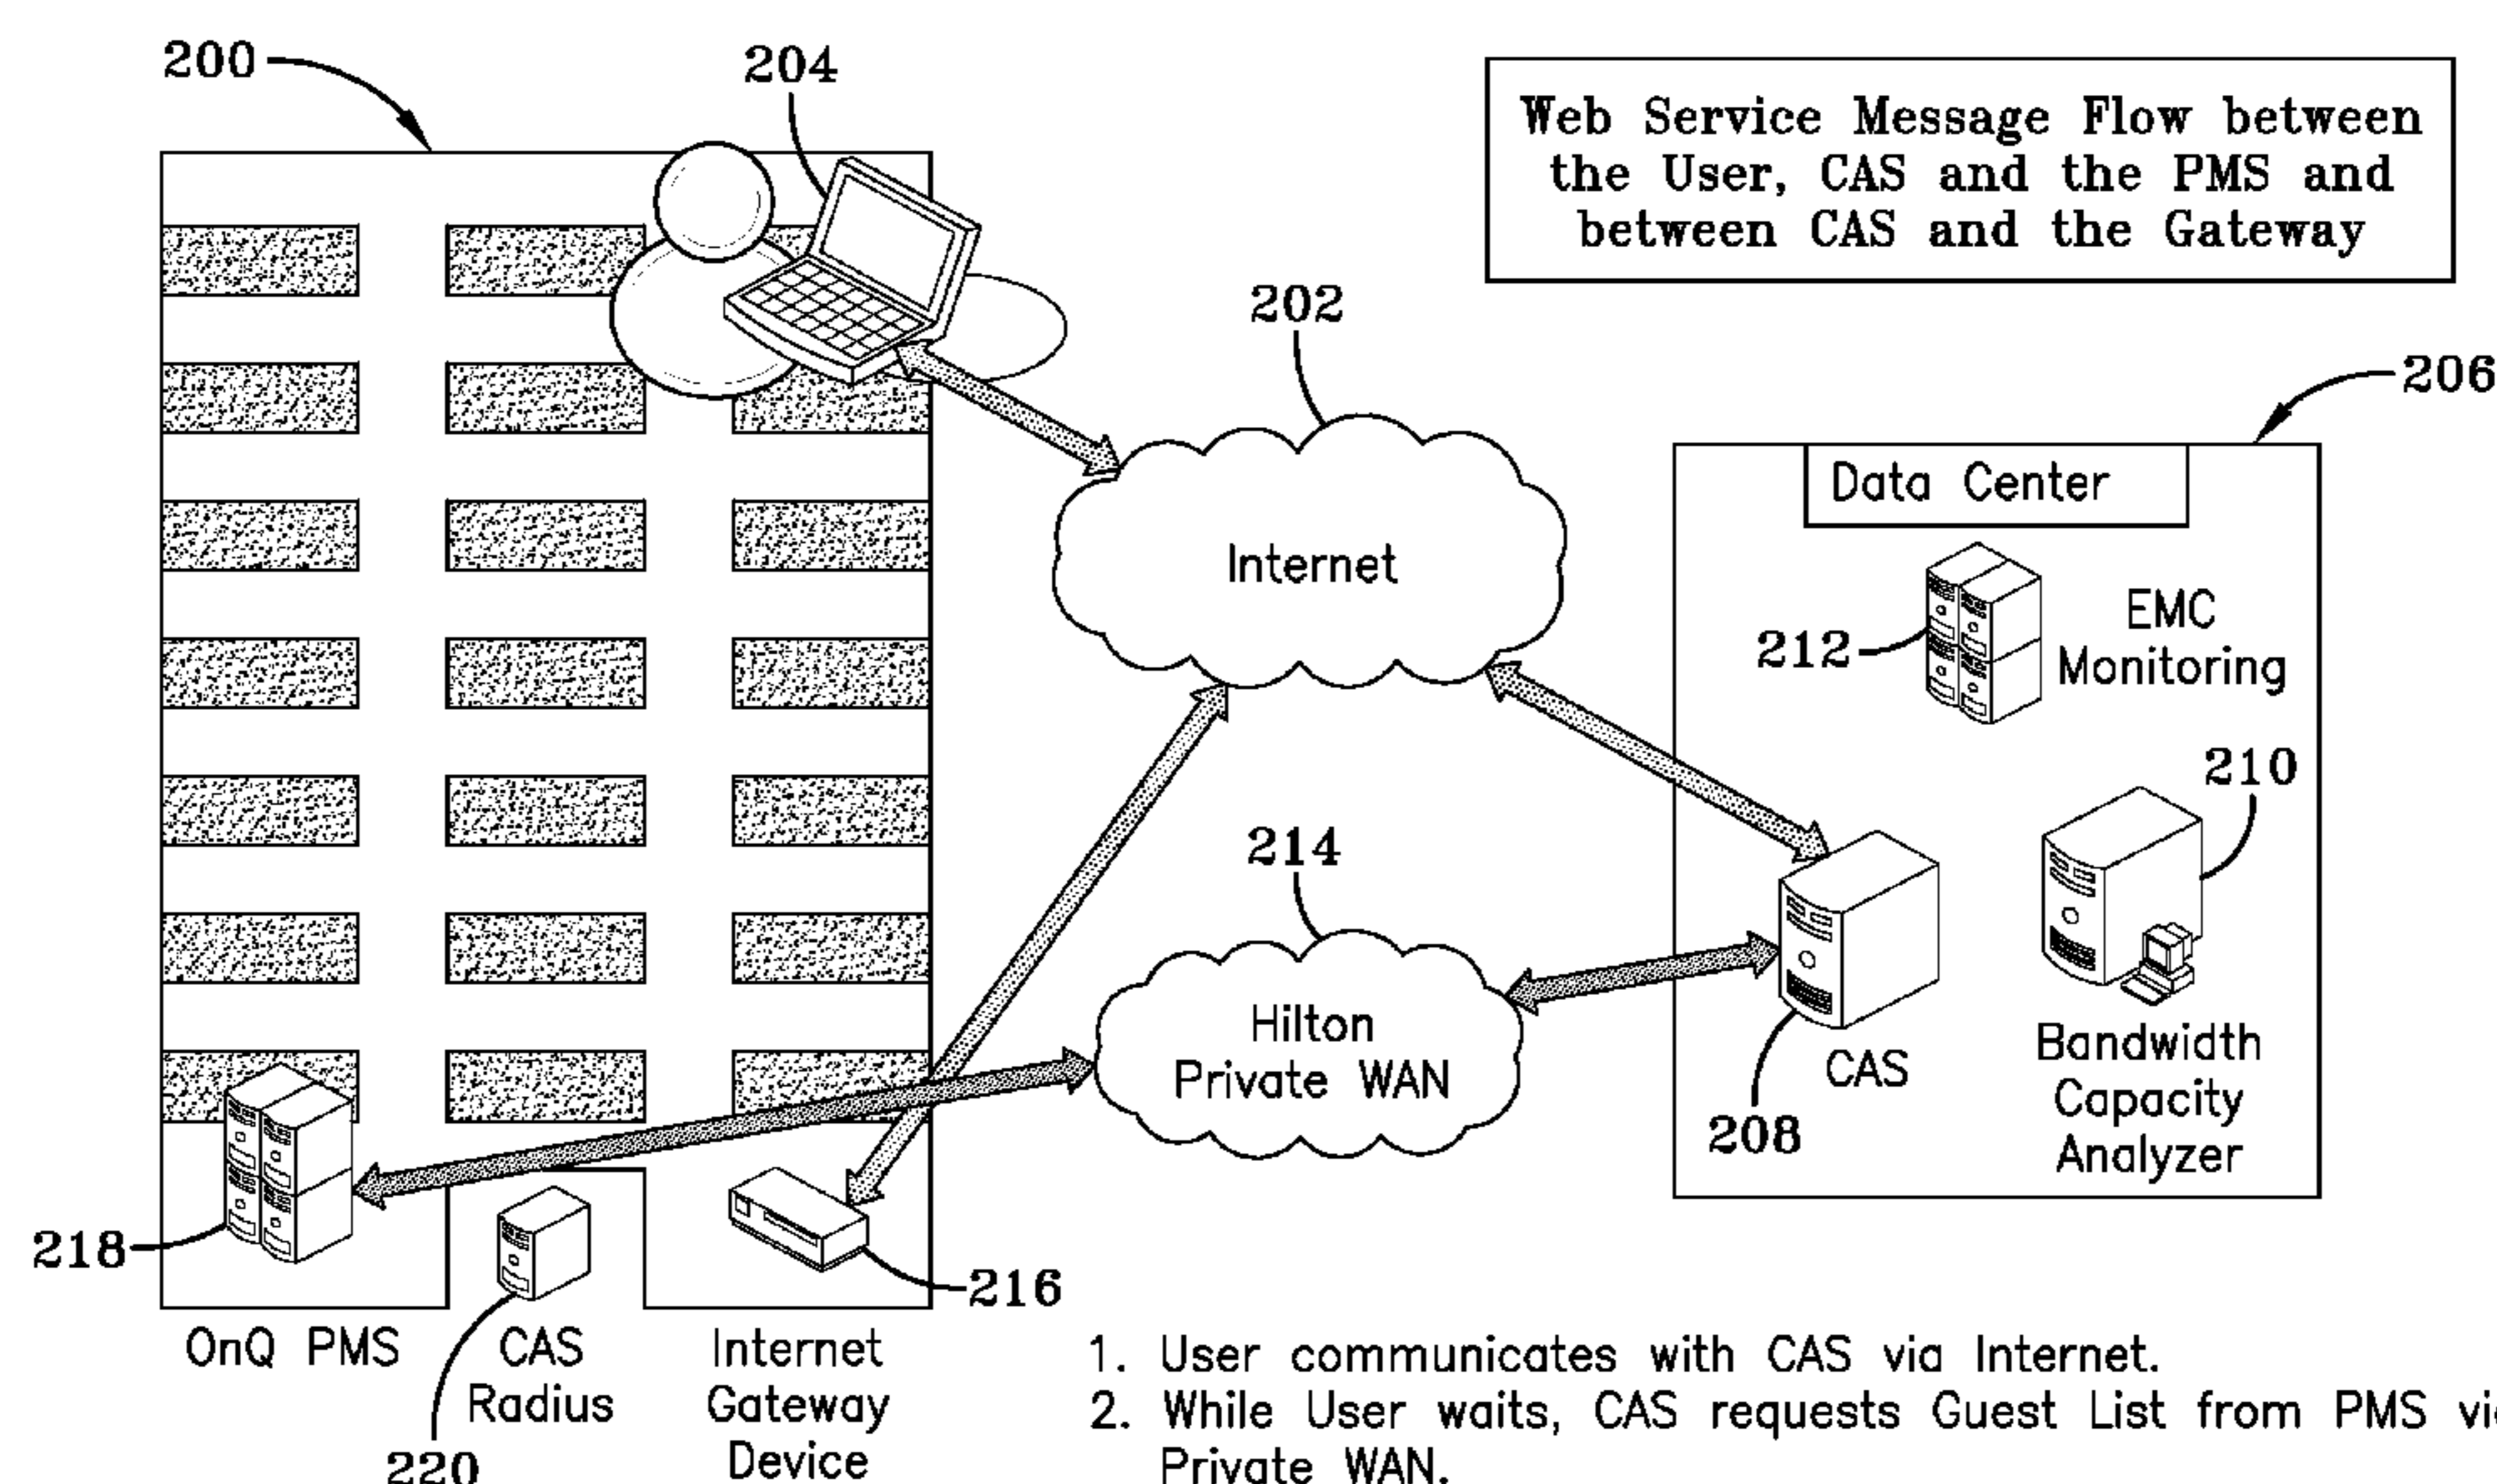 200
204
Web Service Message Flow between
the User, CAS and the PMS and
between CAS and the Gateway
202
206
Data Center
Internet
212
EMC
Monitoring
210
214
Hilton
Private WAN
CAS
208
Bandwidth
Capacity
Analyzer
218
216
OnQ PMS
CAS
Radius
220
Internet
Gateway
Device
1. User communicates with CAS via Internet.
2. While User waits, CAS requests Guest List from PMS via
Private WAN.